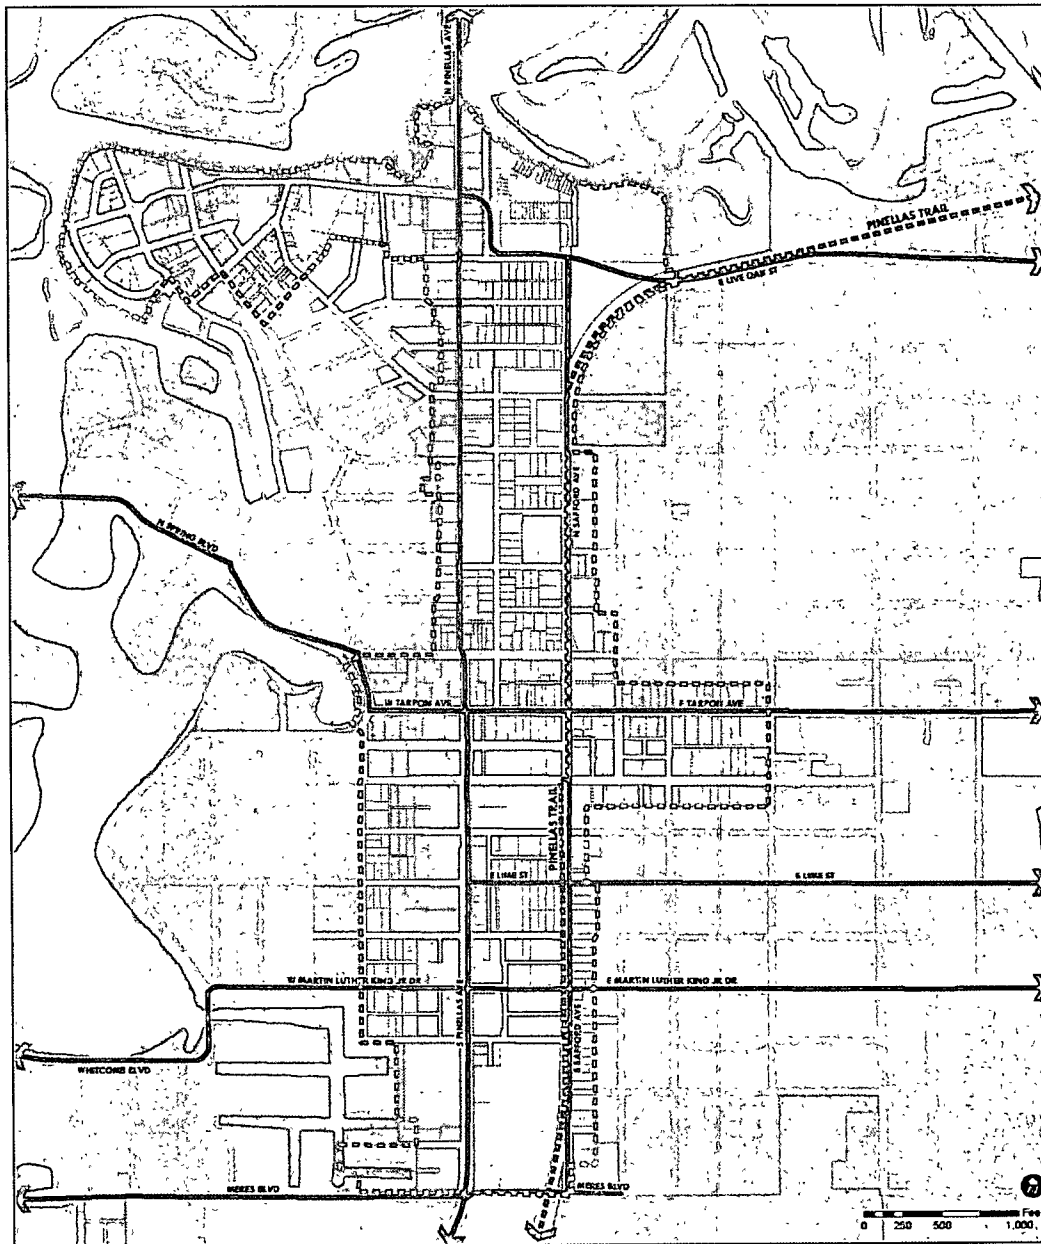 N PINELLAS AVE
PINELLAS TRAIL
E LIVE OAK ST
N SPRING BLVD
N SAFFORD AVE
W TARPON AVE
E TARPON AVE
PINELLAS TRAIL
E LIME ST
E LIME ST
W MARTIN LUTHER KING JR DR
E MARTIN LUTHER KING JR DR
S PINELLAS AVE
S SAFFORD AVE
WHITCOMB BLVD
MERES BLVD
MERES BLVD
Fee
0 250 500 1,000